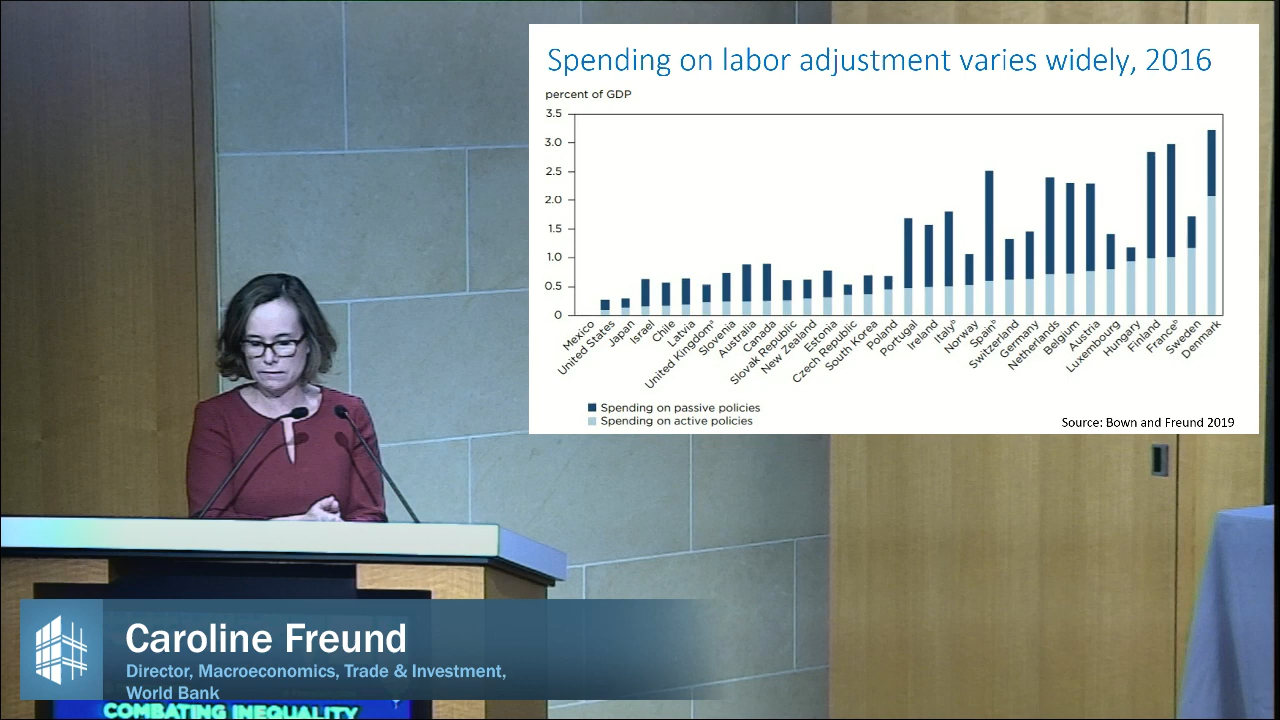 Spending on labor adjustment varies widely, 2016
percent of GDP
3.5
3.0
2.5
2.0
1.5
1.0
0.5
0
Mexico
United States
Japan
Israel
Chile
Latvia
United Kingdomᵃ
Slovenia
Australia
Canada
Slovak Republic
New Zealand
Estonia
Czech Republic
South Korea
Poland
Portugal
Ireland
Italyᵇ
Norway
Spainᵇ
Switzerland
Germany
Netherlands
Belgium
Austria
Luxembourg
Hungary
Finland
Franceᵇ
Sweden
Denmark
Spending on passive policies
Spending on active policies
Source: Bown and Freund 2019
Caroline Freund
Director, Macroeconomics, Trade & Investment,
World Bank
COMBATING INEQUALITY